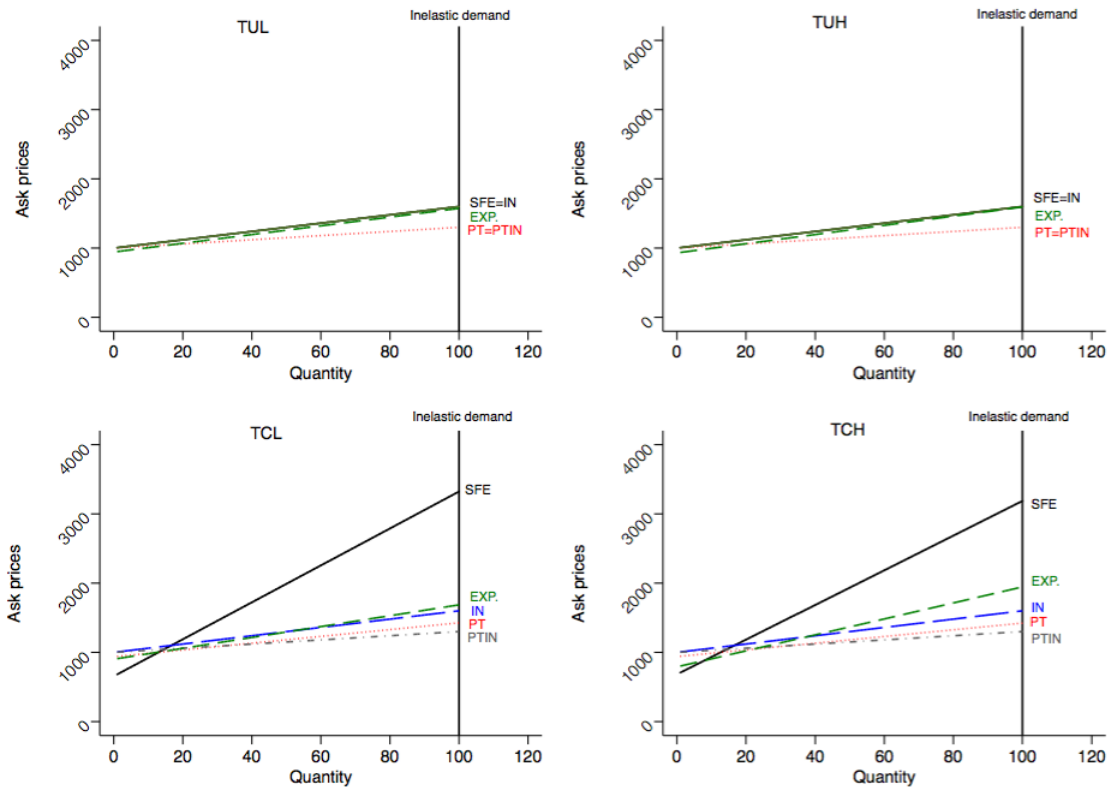 TUL
Inelastic demand
Ask prices
4000
3000
2000
1000
0
SFE=IN
EXP.
PT=PTIN
0 20 40 60 80 100 120
Quantity
TUH
Inelastic demand
Ask prices
4000
3000
2000
1000
0
SFE=IN
EXP.
PT=PTIN
0 20 40 60 80 100 120
Quantity
TCL
Inelastic demand
Ask prices
4000
3000
2000
1000
0
SFE
EXP.
IN
PT
PTIN
0 20 40 60 80 100 120
Quantity
TCH
Inelastic demand
Ask prices
4000
3000
2000
1000
0
SFE
EXP.
IN
PT
PTIN
0 20 40 60 80 100 120
Quantity